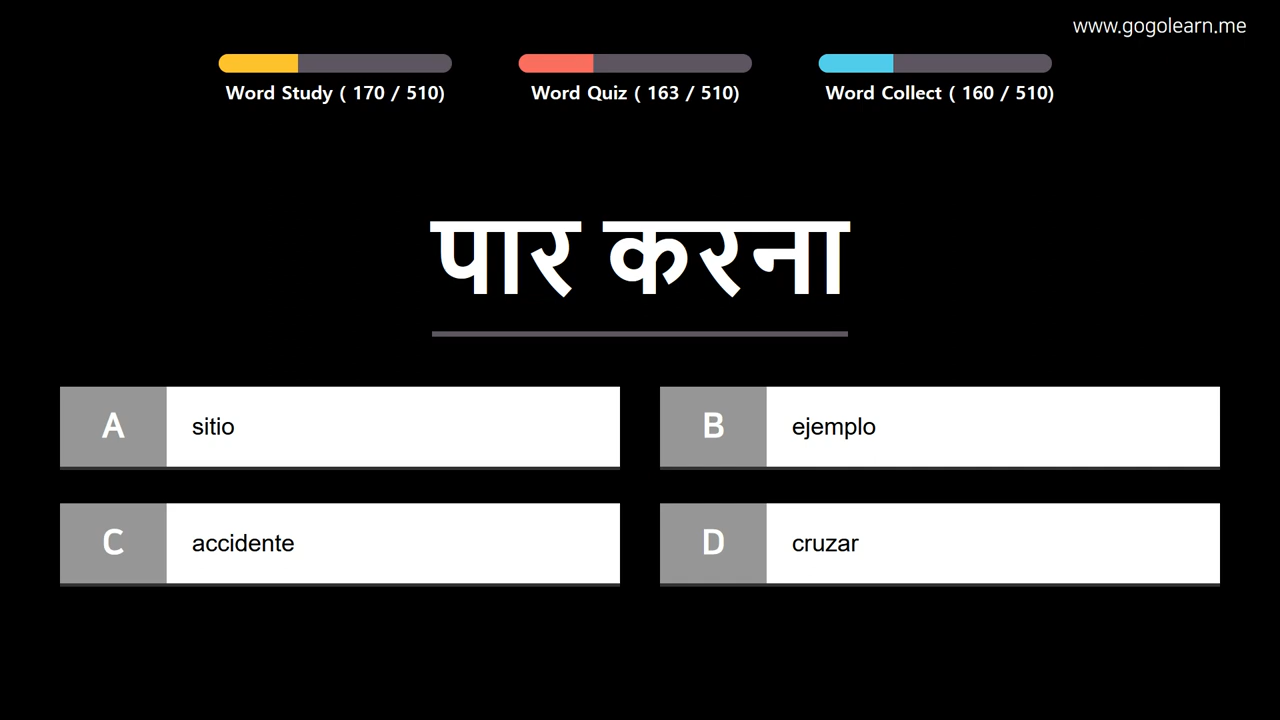 www.gogolearn.me
Word Study ( 170 / 510)
Word Quiz ( 163 / 510)
Word Collect ( 160 / 510)
पार करना
A sitio
B ejemplo
C accidente
D cruzar